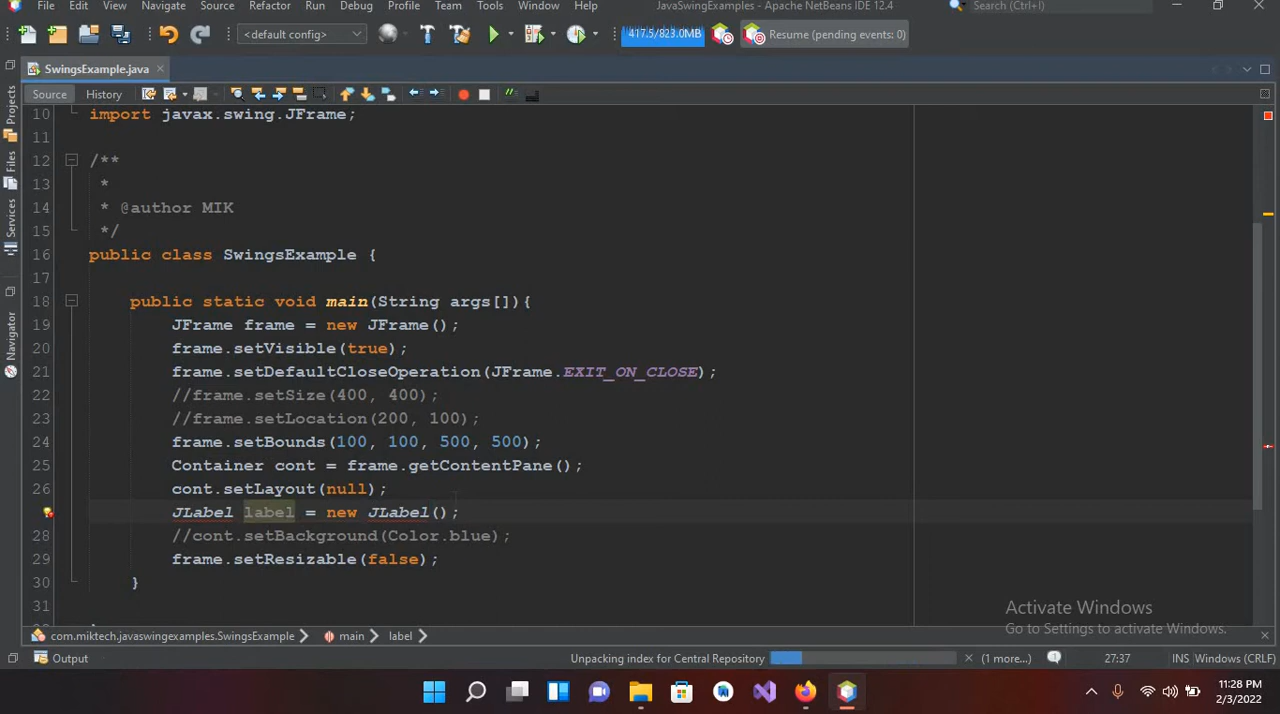 File Edit View Navigate Source Refactor Run Debug Profile Team Tools Window Help JavaSwingExamples - Apache NetBeans IDE 12.4 Search (Ctrl+I)
<default config> 417.5/823.0MB Resume (pending events: 0)
SwingsExample.java
Source History
Projects
Files
Services
Navigator
10 import javax.swing.JFrame;
11
12 /**
13 *
14 * @author MIK
15 */
16 public class SwingsExample {
17
18 public static void main(String args[]){
19 JFrame frame = new JFrame();
20 frame.setVisible(true);
21 frame.setDefaultCloseOperation(JFrame.EXIT_ON_CLOSE);
22 //frame.setSize(400, 400);
23 //frame.setLocation(200, 100);
24 frame.setBounds(100, 100, 500, 500);
25 Container cont = frame.getContentPane();
26 cont.setLayout(null);
JLabel label = new JLabel();
28 //cont.setBackground(Color.blue);
29 frame.setResizable(false);
30 }
31
Activate Windows
Go to Settings to activate Windows.
com.miktech.javaswingexamples.SwingsExample main label
Output Unpacking index for Central Repository (1 more...) 27:37 INS Windows (CRLF)
11:28 PM
2/3/2022